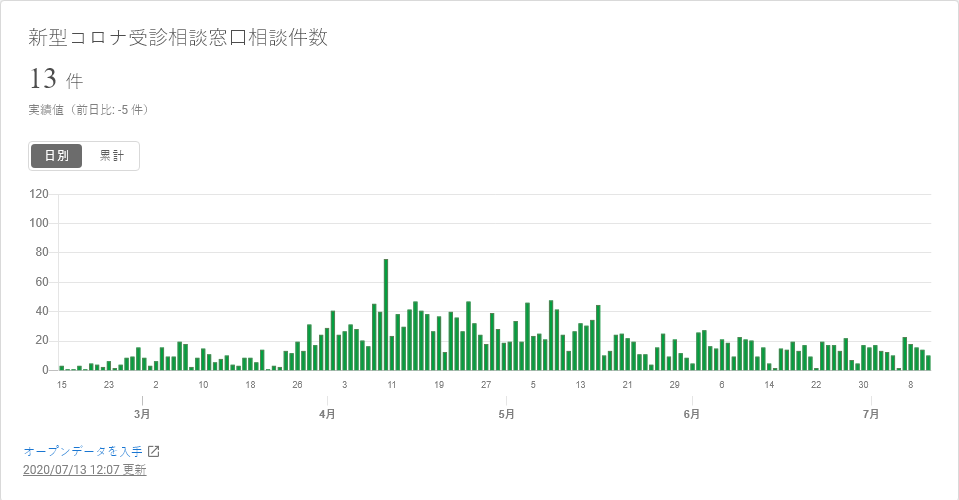 新型コロナ受診相談窓口相談件数
13 件
実績値（前日比: -5 件）
日別 累計
120
100
80
60
40
20
0
15 23 2 10 18 26 3 11 19 27 5 13 21 29 6 14 22 30 8
3月 4月 5月 6月 7月
オープンデータを入手
2020/07/13 12:07 更新